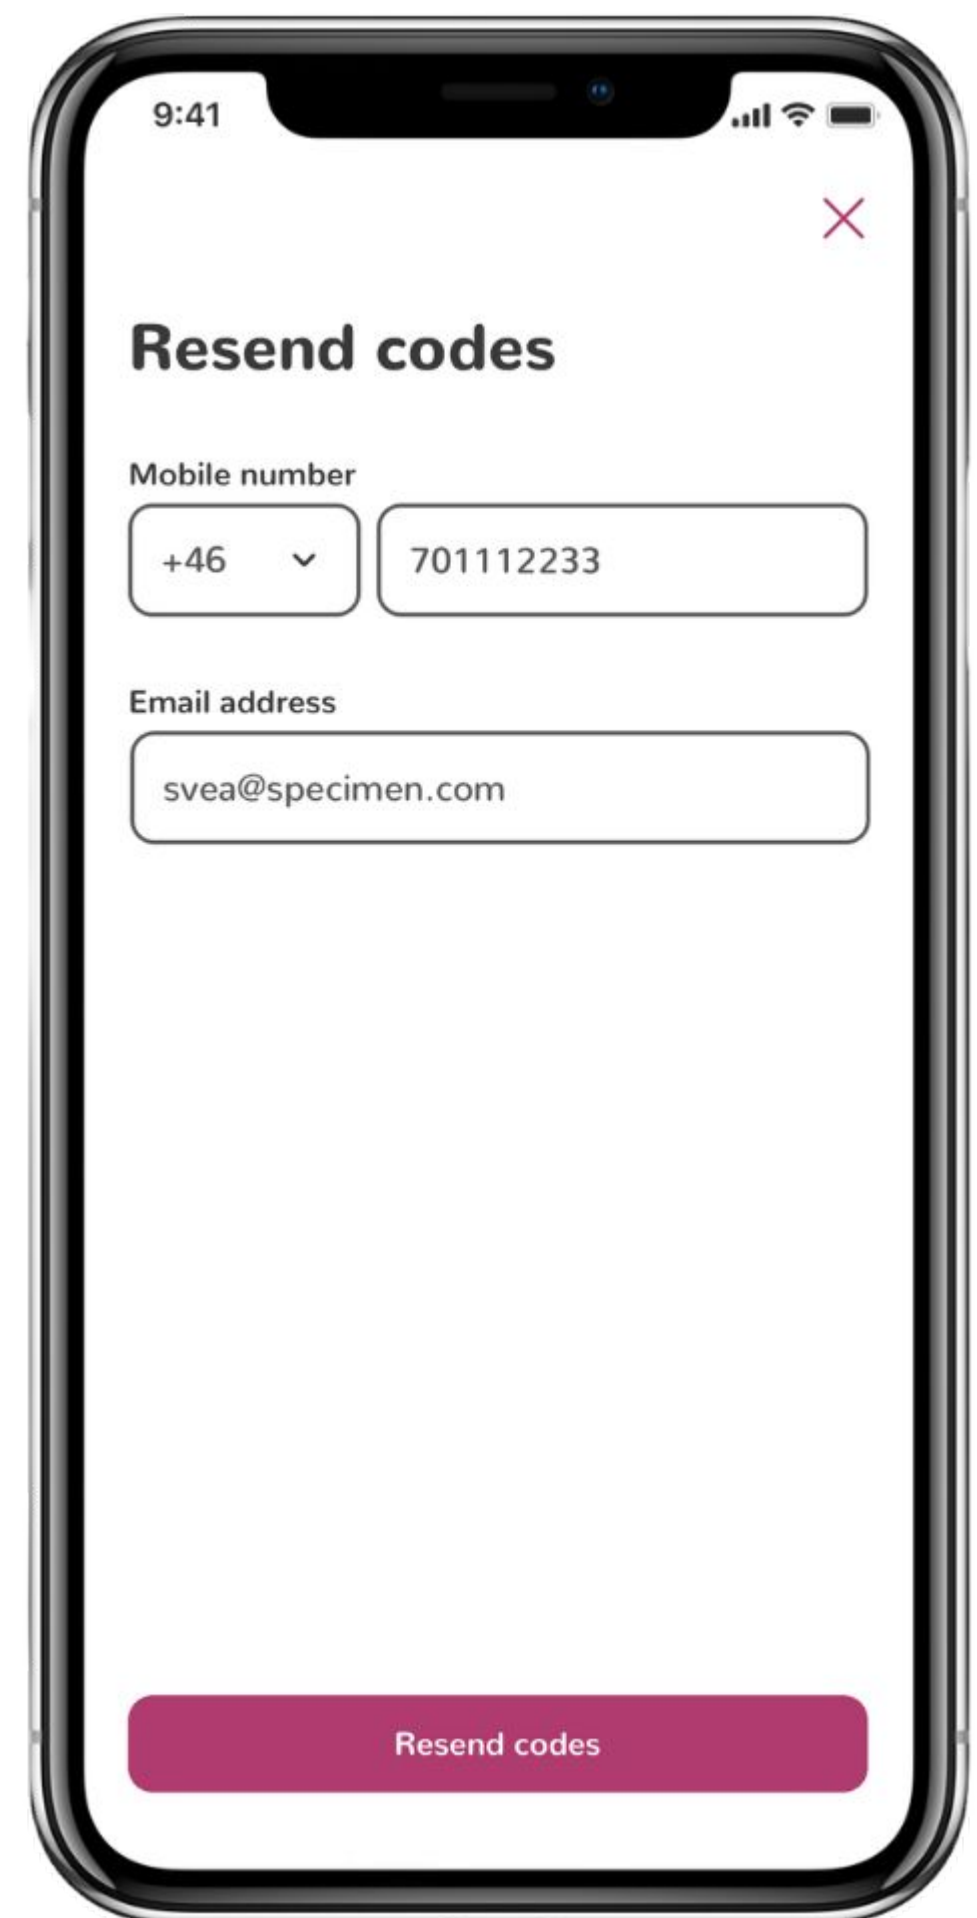 9:41
Resend codes
Mobile number
+46 701112233
Email address
svea@specimen.com
Resend codes